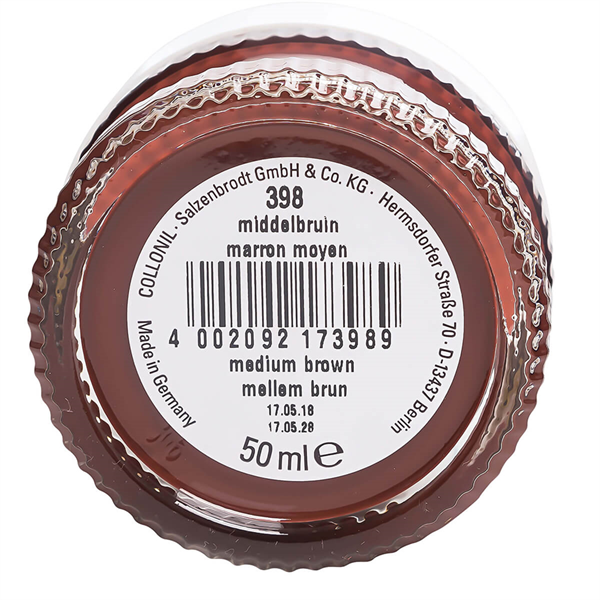 COLLONIL · Salzenbrodt GmbH & Co. KG · Hermsdorfer Straße 70 · D-13437 Berlin
398
middelbruin
marron moyen
4 002092 173989
medium brown
mellem brun
17.05.18
17.05.28
50 ml ℮
Made in Germany